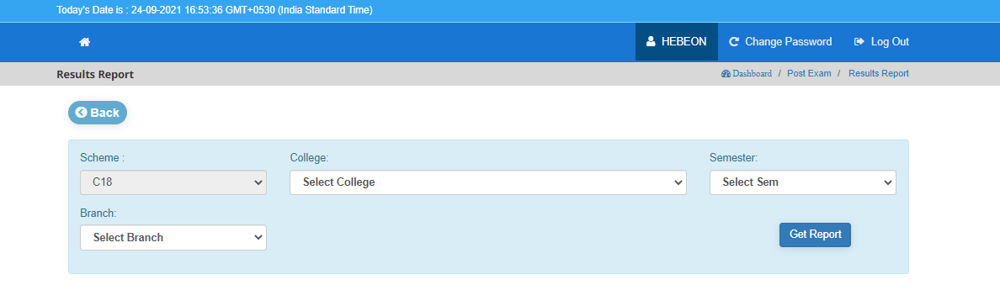 Today's Date is : 24-09-2021 16:53:36 GMT+0530 (India Standard Time)
HEBEON Change Password Log Out
Results Report Dashboard / Post Exam / Results Report
Back
Scheme : College: Semester:
C18 Select College Select Sem
Branch:
Select Branch Get Report